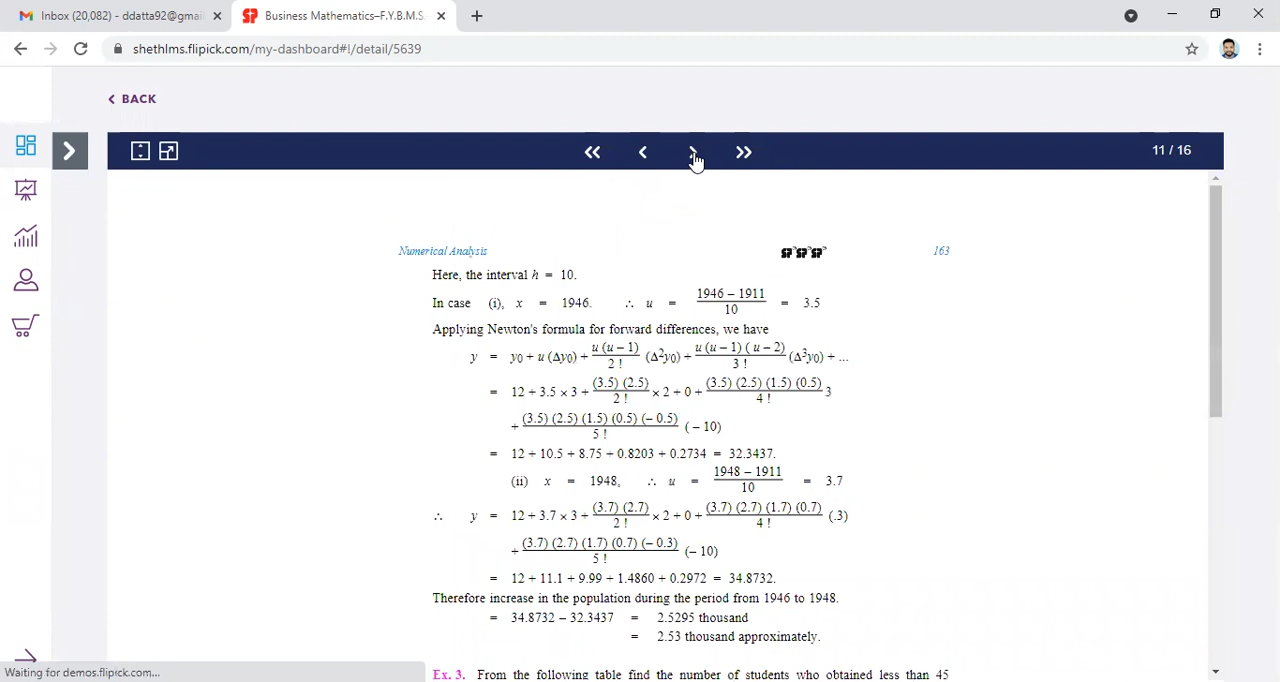 Inbox (20,082) - ddatta92@gmai
Business Mathematics–F.Y.B.M.S.-
shethlms.flipick.com/my-dashboard#!/detail/5639
BACK
11 / 16
Numerical Analysis 163
Here, the interval h = 10.
In case (i), x = 1946. ∴ u = (1946 – 1911)/10 = 3.5
Applying Newton's formula for forward differences, we have
y = y0 + u (Δy0) + u (u – 1)/2 ! (Δ²y0) + u (u – 1) ( u – 2)/3 ! (Δ³y0) + ...
= 12 + 3.5 × 3 + (3.5) (2.5)/2 ! × 2 + 0 + (3.5) (2.5) (1.5) (0.5)/4 ! 3
+ (3.5) (2.5) (1.5) (0.5) (– 0.5)/5 ! ( – 10)
= 12 + 10.5 + 8.75 + 0.8203 + 0.2734 = 32.3437.
(ii) x = 1948, ∴ u = (1948 – 1911)/10 = 3.7
∴ y = 12 + 3.7 × 3 + (3.7) (2.7)/2 ! × 2 + 0 + (3.7) (2.7) (1.7) (0.7)/4 ! (.3)
+ (3.7) (2.7) (1.7) (0.7) (– 0.3)/5 ! (– 10)
= 12 + 11.1 + 9.99 + 1.4860 + 0.2972 = 34.8732.
Therefore increase in the population during the period from 1946 to 1948.
= 34.8732 – 32.3437 = 2.5295 thousand
= 2.53 thousand approximately.
Ex. 3. From the following table find the number of students who obtained less than 45
Waiting for demos.flipick.com...